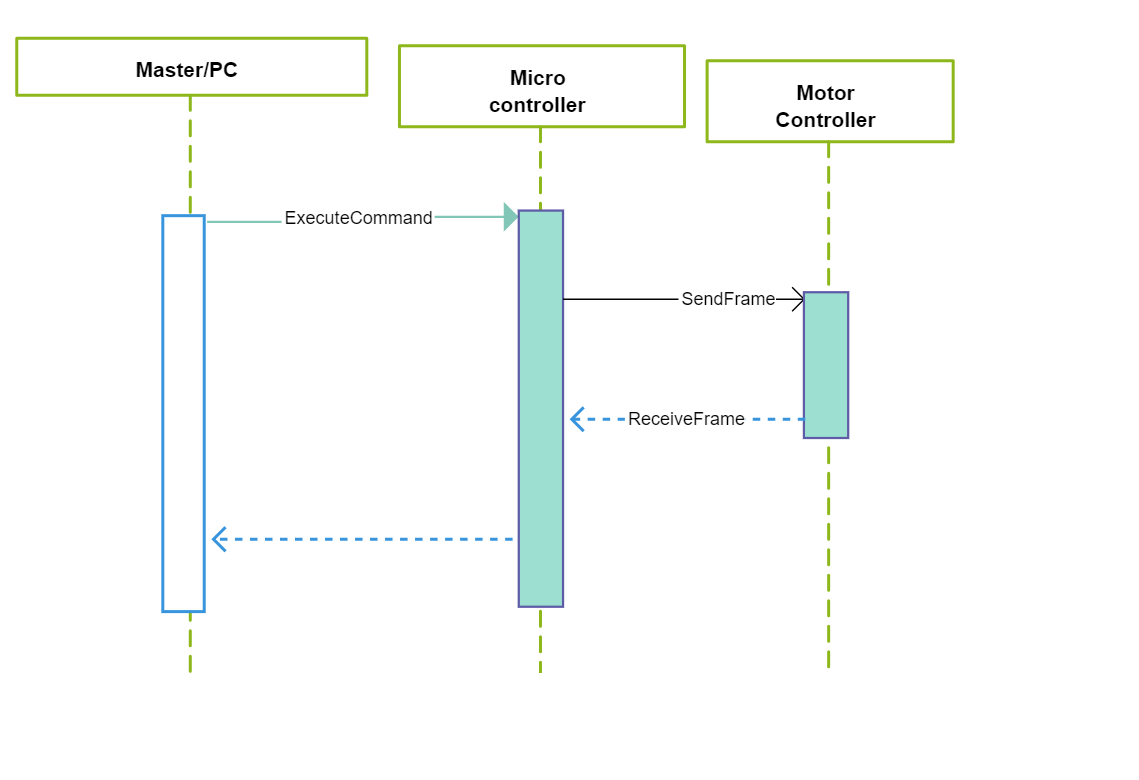 Master/PC
Micro
controller
Motor
Controller
ExecuteCommand
SendFrame
ReceiveFrame